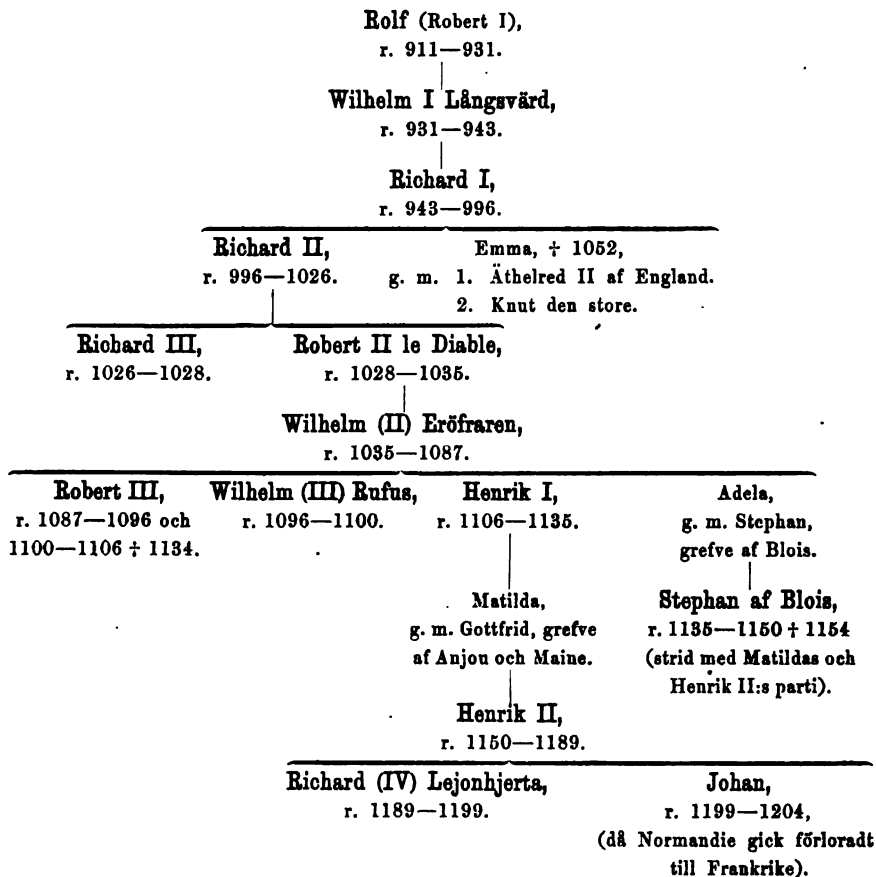 Rolf (Robert I),
r. 911—931.
Wilhelm I Långsvärd,
r. 931—943.
Richard I,
r. 943—996.
Richard II,
r. 996—1026.
Emma, † 1052,
g. m. 1. Äthelred II af England.
2. Knut den store.
Richard III,
r. 1026—1028.
Robert II le Diable,
r. 1028—1035.
Wilhelm (II) Eröfraren,
r. 1035—1087.
Robert III,
r. 1087—1096 och
1100—1106 † 1134.
Wilhelm (III) Rufus,
r. 1096—1100.
Henrik I,
r. 1106—1135.
Adela,
g. m. Stephan,
grefve af Blois.
Matilda,
g. m. Gottfrid, grefve
af Anjou och Maine.
Stephan af Blois,
r. 1135—1150 † 1154
(strid med Matildas och
Henrik II:s parti).
Henrik II,
r. 1150—1189.
Richard (IV) Lejonhjerta,
r. 1189—1199.
Johan,
r. 1199—1204,
(då Normandie gick förloradt
till Frankrike).